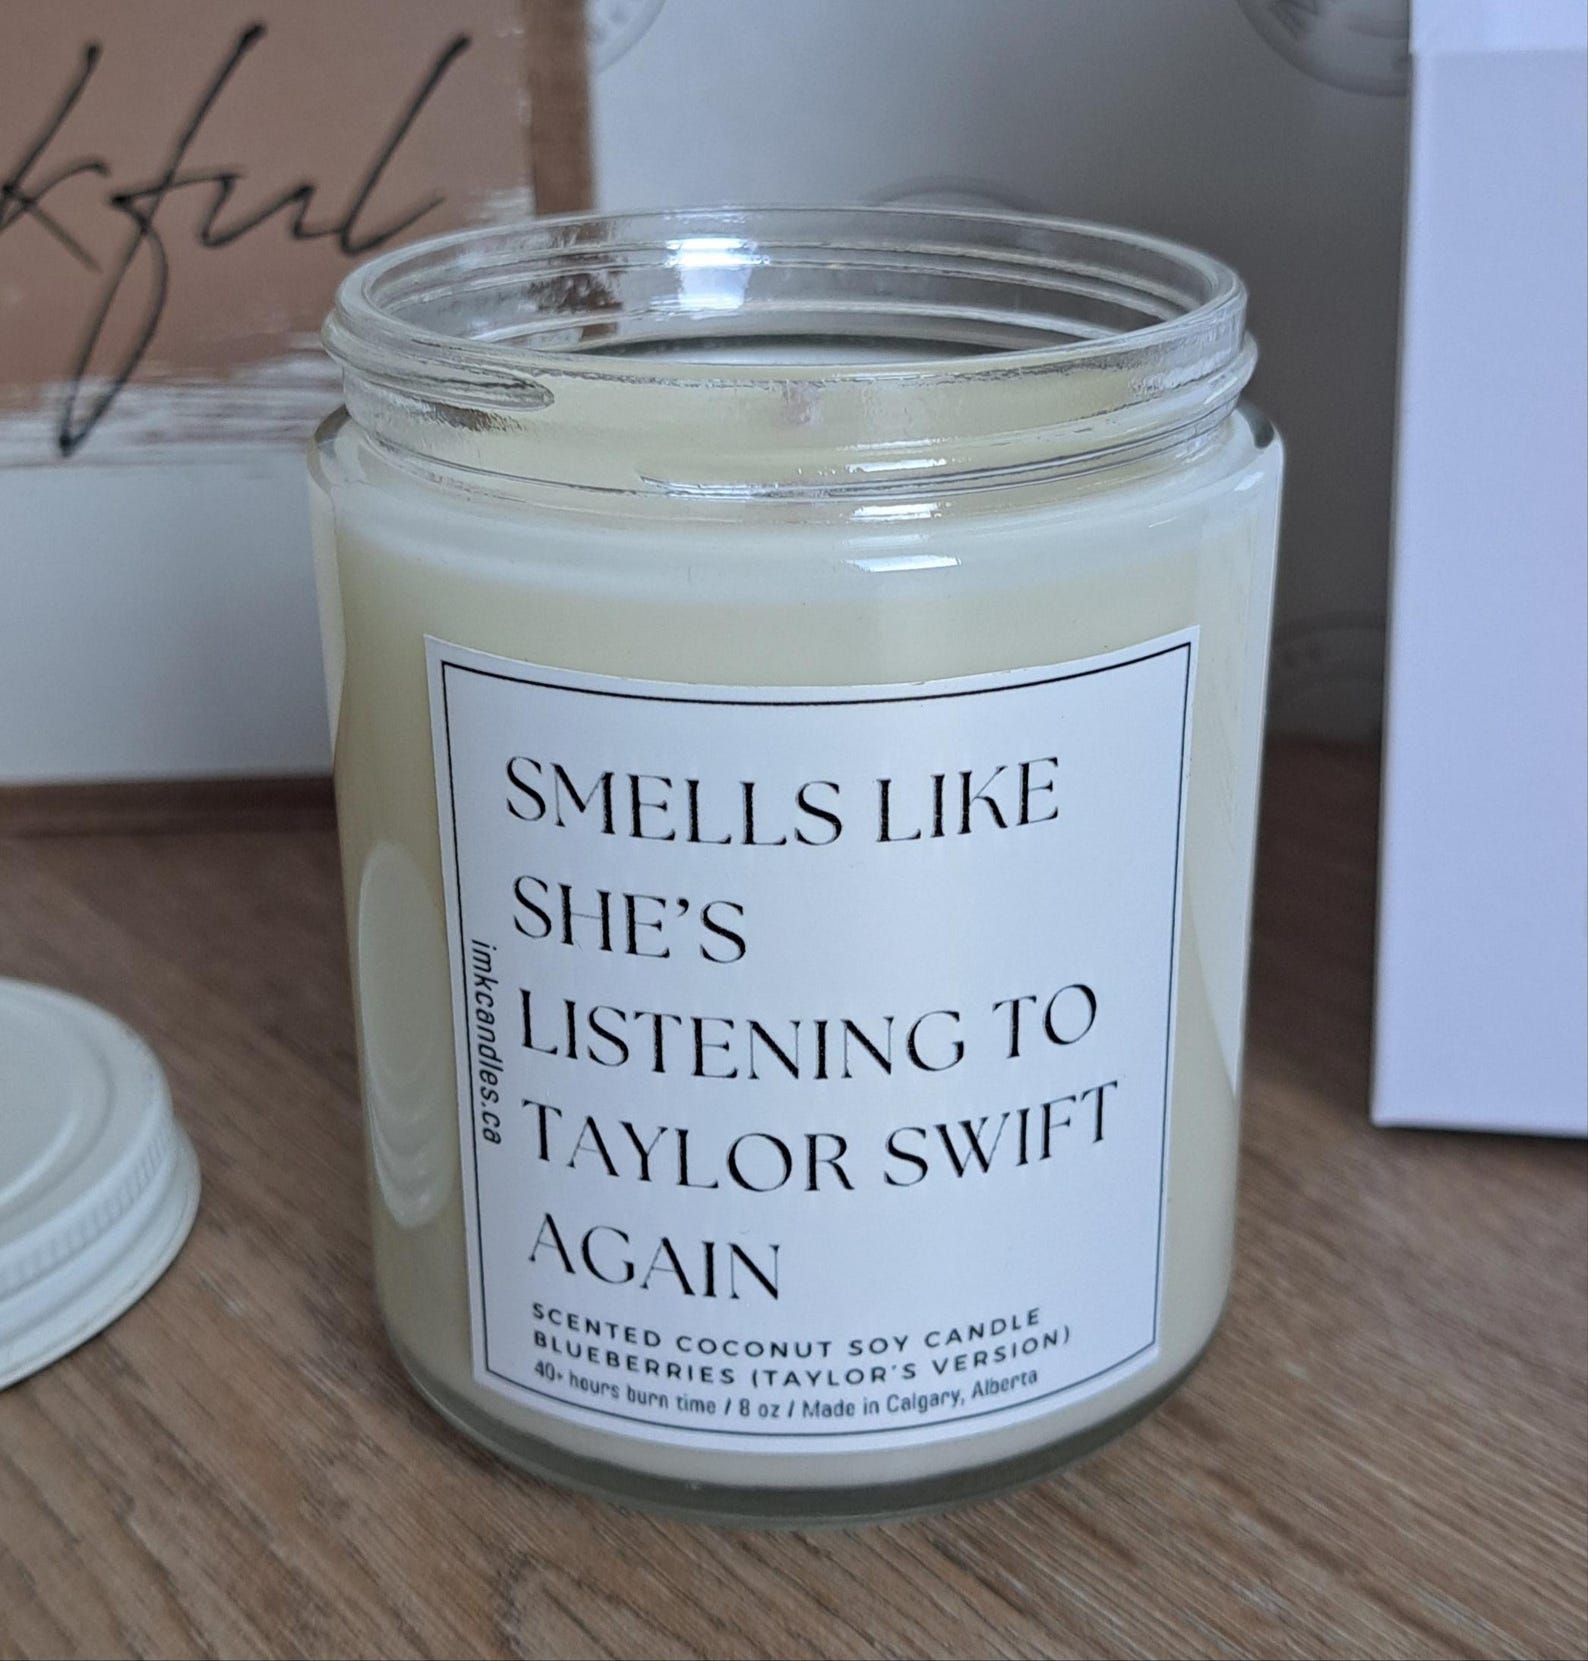 kful
SMELLS LIKE
SHE'S
LISTENING TO
TAYLOR SWIFT
AGAIN
imkcandles.ca
SCENTED COCONUT SOY CANDLE
BLUEBERRIES (TAYLOR'S VERSION)
40+ hours burn time / 8 oz / Made in Calgary, Alberta